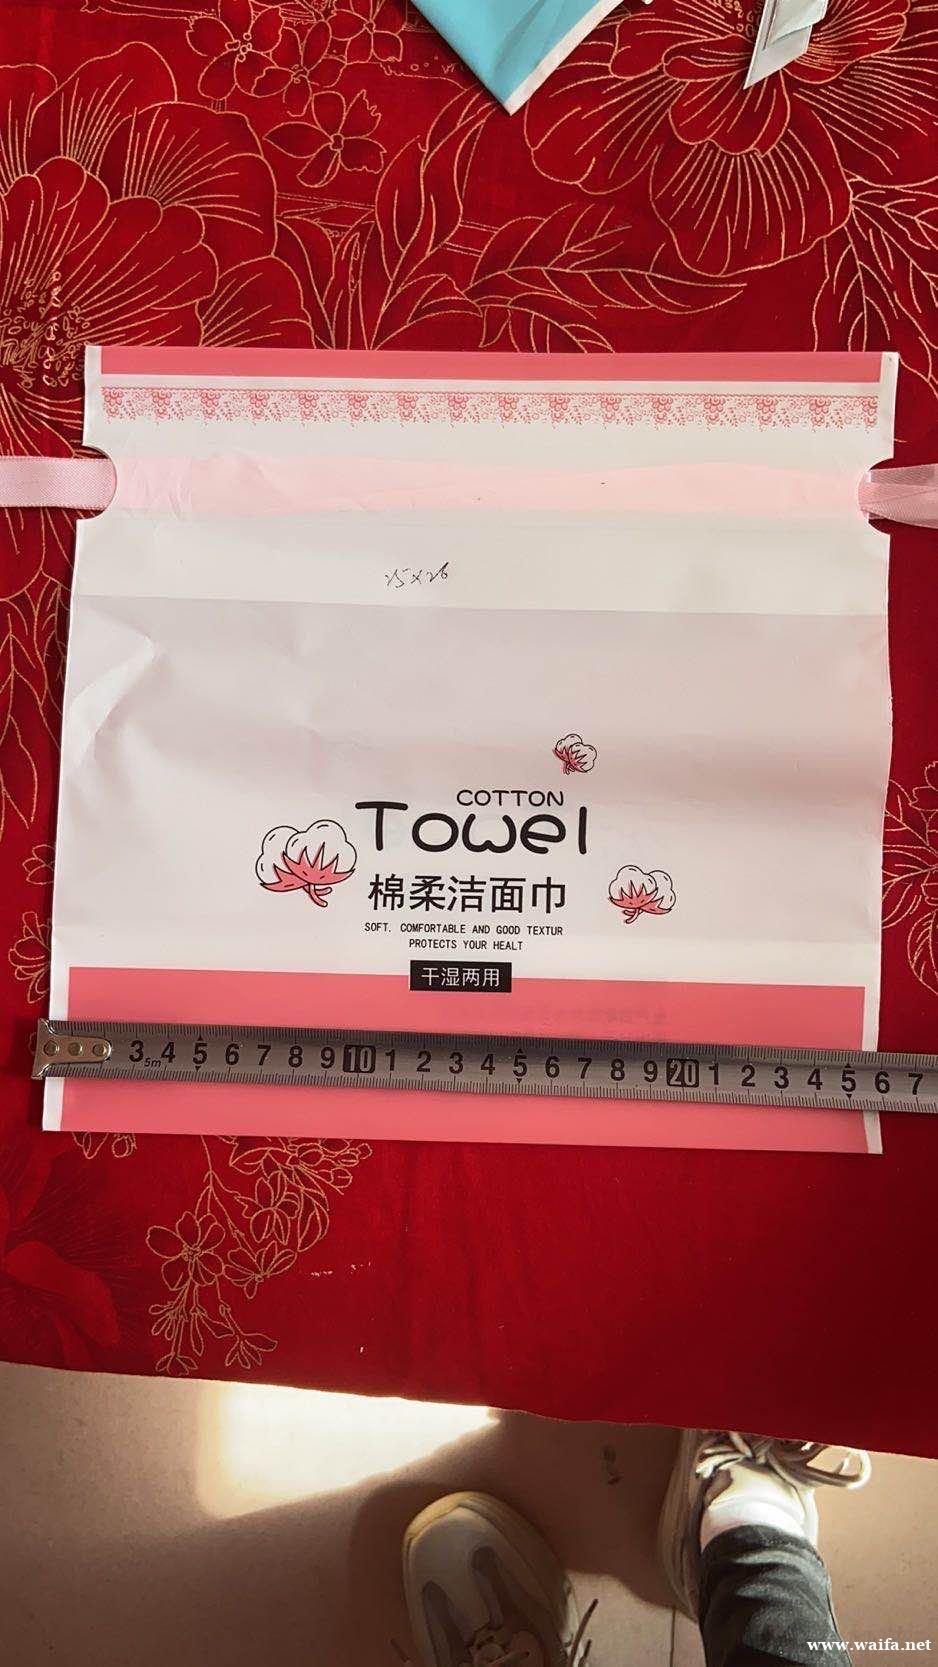 25×26
COTTON
Towel
棉柔洁面巾
SOFT. COMFORTABLE AND GOOD TEXTUR
PROTECTS YOUR HEALT
干湿两用
3 5m 4 5 6 7 8 9 10 1 2 3 4 5 6 7 8 9 20 1 2 3 4 5 6 7
www.waifa.net